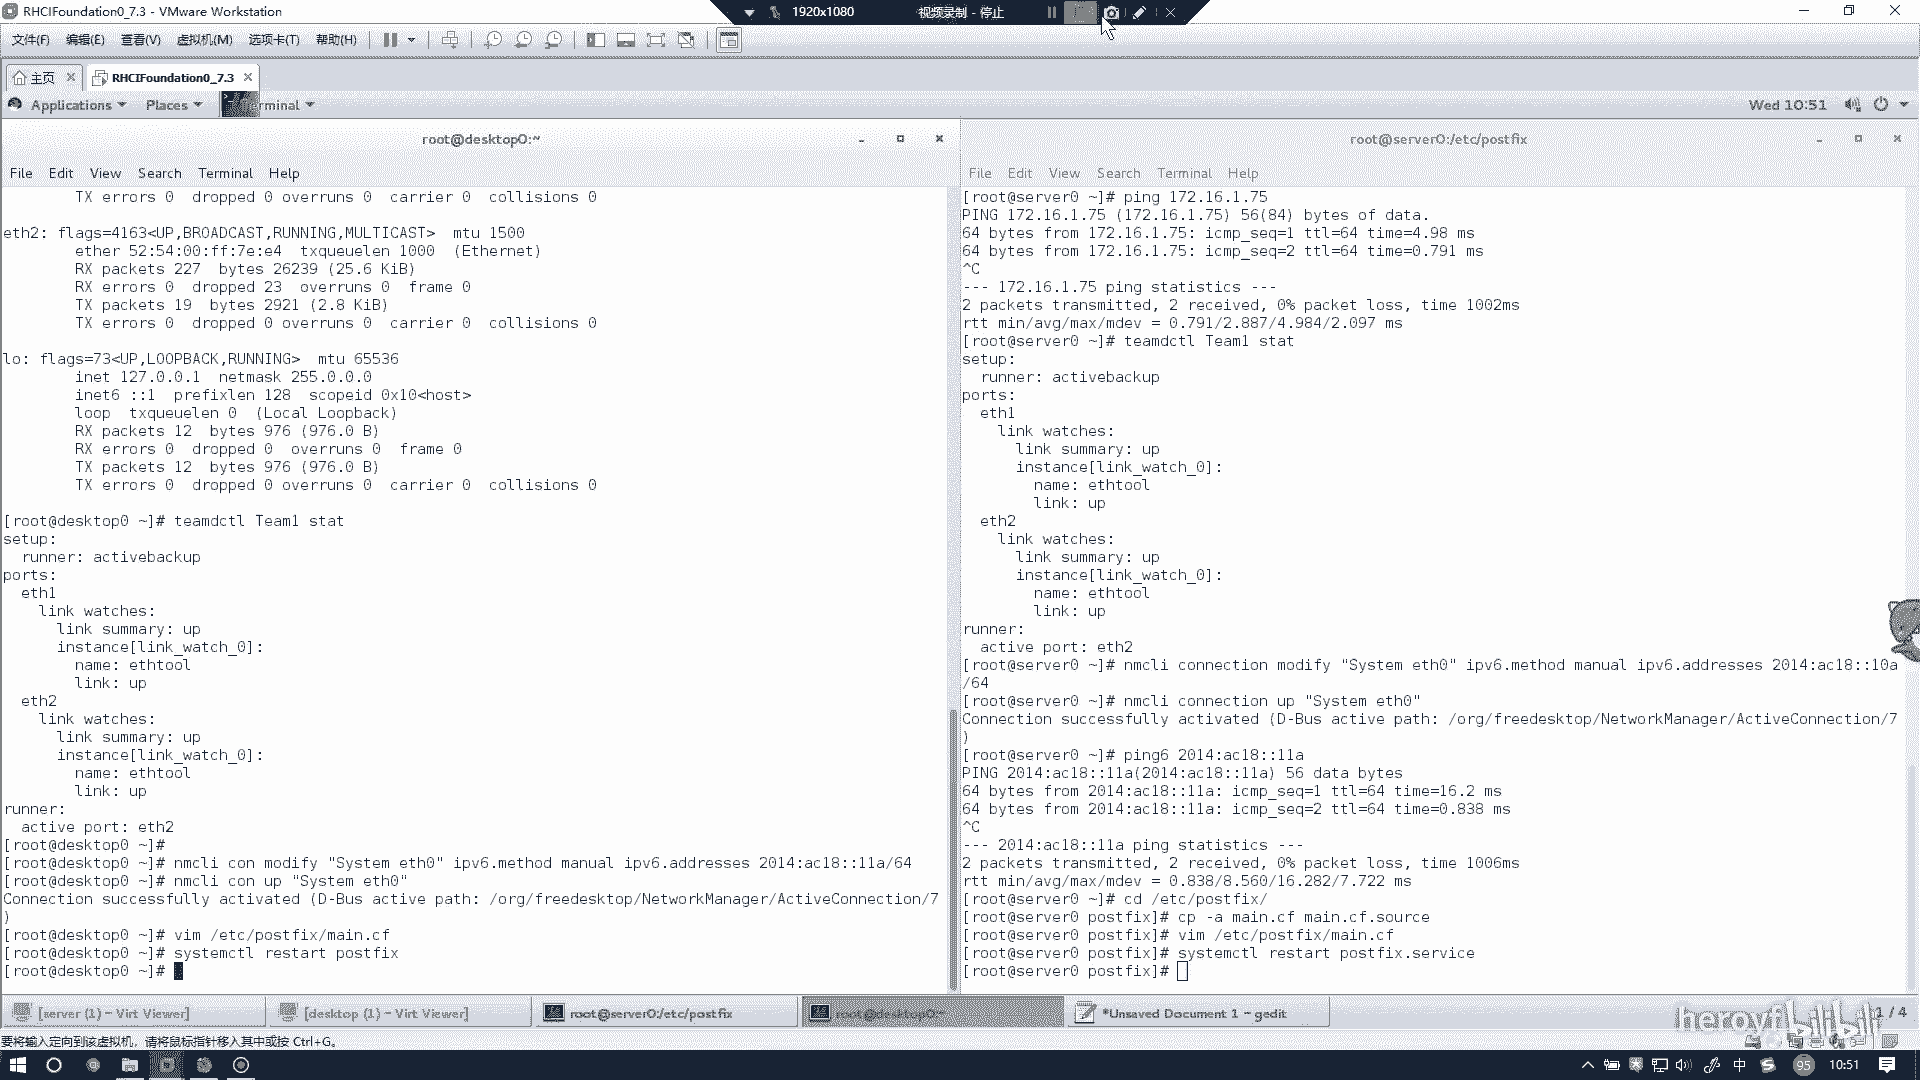 RHCIFoundation0_7.3 - VMware Workstation
1920x1080
视频录制 - 停止
文件(F) 编辑(E) 查看(V) 虚拟机(M) 选项卡(T) 帮助(H)
主页
RHCIFoundation0_7.3
Applications Places Terminal
Wed 10:51
root@desktop0:~
File Edit View Search Terminal Help
TX errors 0 dropped 0 overruns 0 carrier 0 collisions 0
eth2: flags=4163<UP,BROADCAST,RUNNING,MULTICAST> mtu 1500
ether 52:54:00:ff:7e:e4 txqueuelen 1000 (Ethernet)
RX packets 227 bytes 26239 (25.6 KiB)
RX errors 0 dropped 23 overruns 0 frame 0
TX packets 19 bytes 2921 (2.8 KiB)
TX errors 0 dropped 0 overruns 0 carrier 0 collisions 0
lo: flags=73<UP,LOOPBACK,RUNNING> mtu 65536
inet 127.0.0.1 netmask 255.0.0.0
inet6 ::1 prefixlen 128 scopeid 0x10<host>
loop txqueuelen 0 (Local Loopback)
RX packets 12 bytes 976 (976.0 B)
RX errors 0 dropped 0 overruns 0 frame 0
TX packets 12 bytes 976 (976.0 B)
TX errors 0 dropped 0 overruns 0 carrier 0 collisions 0
[root@desktop0 ~]# teamdctl Team1 stat
setup:
runner: activebackup
ports:
eth1
link watches:
link summary: up
instance[link_watch_0]:
name: ethtool
link: up
eth2
link watches:
link summary: up
instance[link_watch_0]:
name: ethtool
link: up
runner:
active port: eth2
[root@desktop0 ~]#
[root@desktop0 ~]# nmcli con modify "System eth0" ipv6.method manual ipv6.addresses 2014:ac18::11a/64
[root@desktop0 ~]# nmcli con up "System eth0"
Connection successfully activated (D-Bus active path: /org/freedesktop/NetworkManager/ActiveConnection/7
)
[root@desktop0 ~]# vim /etc/postfix/main.cf
[root@desktop0 ~]# systemctl restart postfix
[root@desktop0 ~]#
root@server0:/etc/postfix
File Edit View Search Terminal Help
[root@server0 ~]# ping 172.16.1.75
PING 172.16.1.75 (172.16.1.75) 56(84) bytes of data.
64 bytes from 172.16.1.75: icmp_seq=1 ttl=64 time=4.98 ms
64 bytes from 172.16.1.75: icmp_seq=2 ttl=64 time=0.791 ms
^C
--- 172.16.1.75 ping statistics ---
2 packets transmitted, 2 received, 0% packet loss, time 1002ms
rtt min/avg/max/mdev = 0.791/2.887/4.984/2.097 ms
[root@server0 ~]# teamdctl Team1 stat
setup:
runner: activebackup
ports:
eth1
link watches:
link summary: up
instance[link_watch_0]:
name: ethtool
link: up
eth2
link watches:
link summary: up
instance[link_watch_0]:
name: ethtool
link: up
runner:
active port: eth2
[root@server0 ~]# nmcli connection modify "System eth0" ipv6.method manual ipv6.addresses 2014:ac18::10a
/64
[root@server0 ~]# nmcli connection up "System eth0"
Connection successfully activated (D-Bus active path: /org/freedesktop/NetworkManager/ActiveConnection/7
)
[root@server0 ~]# ping6 2014:ac18::11a
PING 2014:ac18::11a(2014:ac18::11a) 56 data bytes
64 bytes from 2014:ac18::11a: icmp_seq=1 ttl=64 time=16.2 ms
64 bytes from 2014:ac18::11a: icmp_seq=2 ttl=64 time=0.838 ms
^C
--- 2014:ac18::11a ping statistics ---
2 packets transmitted, 2 received, 0% packet loss, time 1006ms
rtt min/avg/max/mdev = 0.838/8.560/16.282/7.722 ms
[root@server0 ~]# cd /etc/postfix/
[root@server0 postfix]# cp -a main.cf main.cf.source
[root@server0 postfix]# vim /etc/postfix/main.cf
[root@server0 postfix]# systemctl restart postfix.service
[root@server0 postfix]#
[server (1) - Virt Viewer]
[desktop (1) - Virt Viewer]
root@server0:/etc/postfix
root@desktop0:~
*Unsaved Document 1 - gedit
1 / 4
要将输入定向到该虚拟机，请将鼠标指针移入其中或按 Ctrl+G。
中
95
10:51